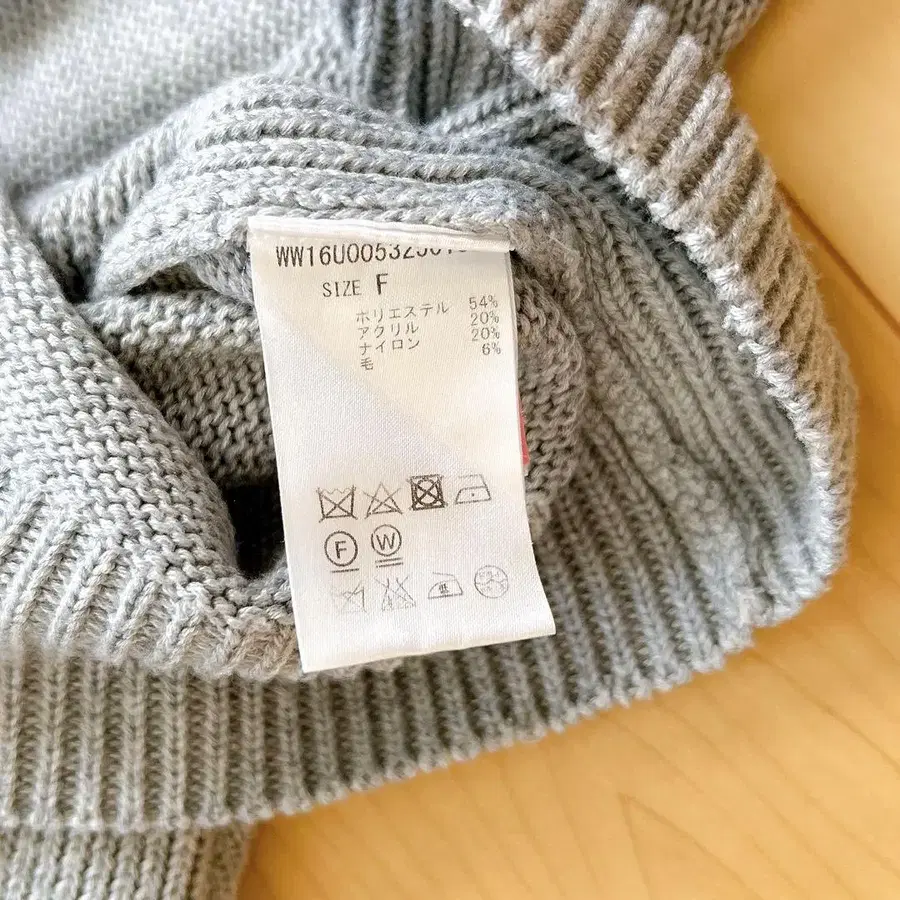 SIZE F
ポリエステル 54%
アクリル 20%
ナイロン 20%
毛 6%
F W